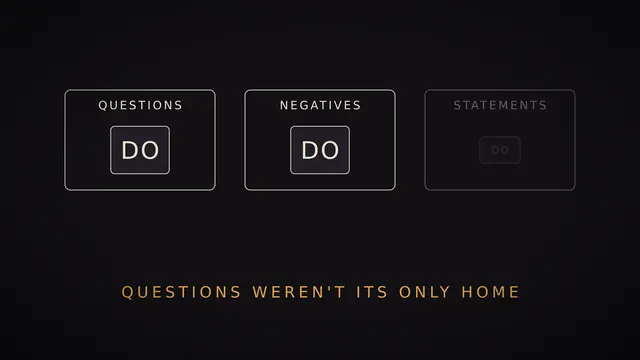 QUESTIONS NEGATIVES STATEMENTS
DO DO DO
QUESTIONS WEREN'T ITS ONLY HOME